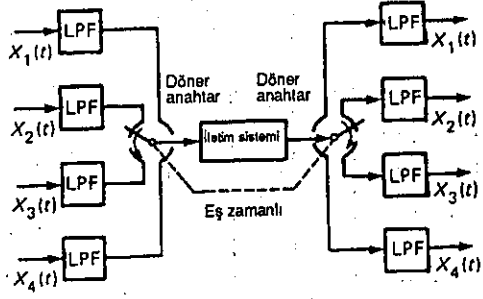 LPF
X₁(t)
LPF
X₂(t)
LPF
X₃(t)
LPF
X₄(t)
Döner
anahtar
Döner
anahtar
İletim sistemi
Eş zamanlı
LPF
X₁(t)
LPF
X₂(t)
LPF
X₃(t)
LPF
X₄(t)